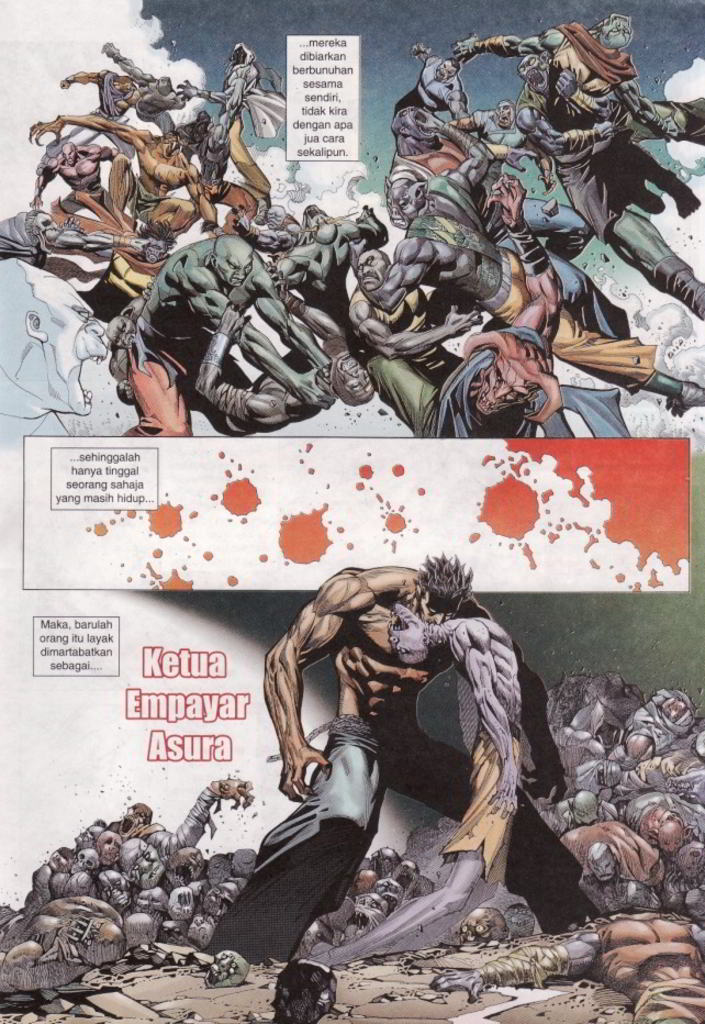 ...mereka
dibiarkan
berbunuhan
sesama
sendiri,
tidak kira
dengan apa
jua cara
sekalipun.
...sehinggalah
hanya tinggal
seorang sahaja
yang masih hidup...
Maka, barulah
orang itu layak
dimartabatkan
sebagai....
Ketua
Empayar
Asura